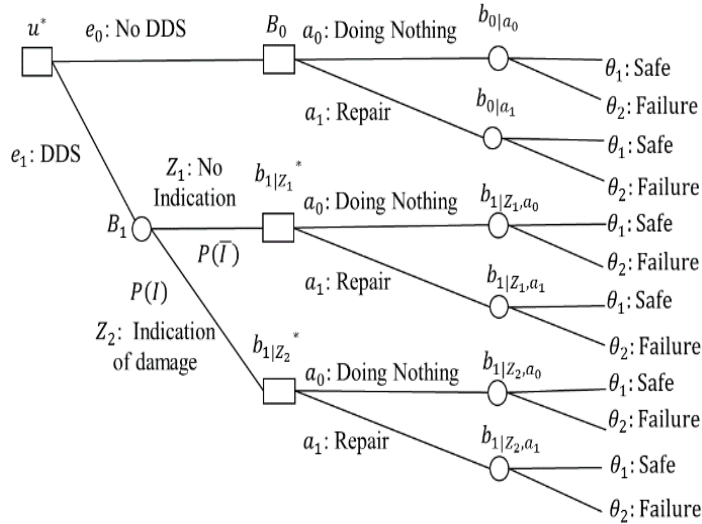 u* e₀: No DDS B₀ a₀: Doing Nothing b₀|a₀
θ₁: Safe
θ₂: Failure
a₁: Repair b₀|a₁
θ₁: Safe
θ₂: Failure
e₁: DDS
Z₁: No
Indication
b₁|Z₁* a₀: Doing Nothing b₁|Z₁,a₀
θ₁: Safe
θ₂: Failure
B₁
P(I̅)
a₁: Repair b₁|Z₁,a₁
θ₁: Safe
θ₂: Failure
P(I)
Z₂: Indication
of damage
b₁|Z₂* a₀: Doing Nothing b₁|Z₂,a₀
θ₁: Safe
θ₂: Failure
a₁: Repair b₁|Z₂,a₁
θ₁: Safe
θ₂: Failure